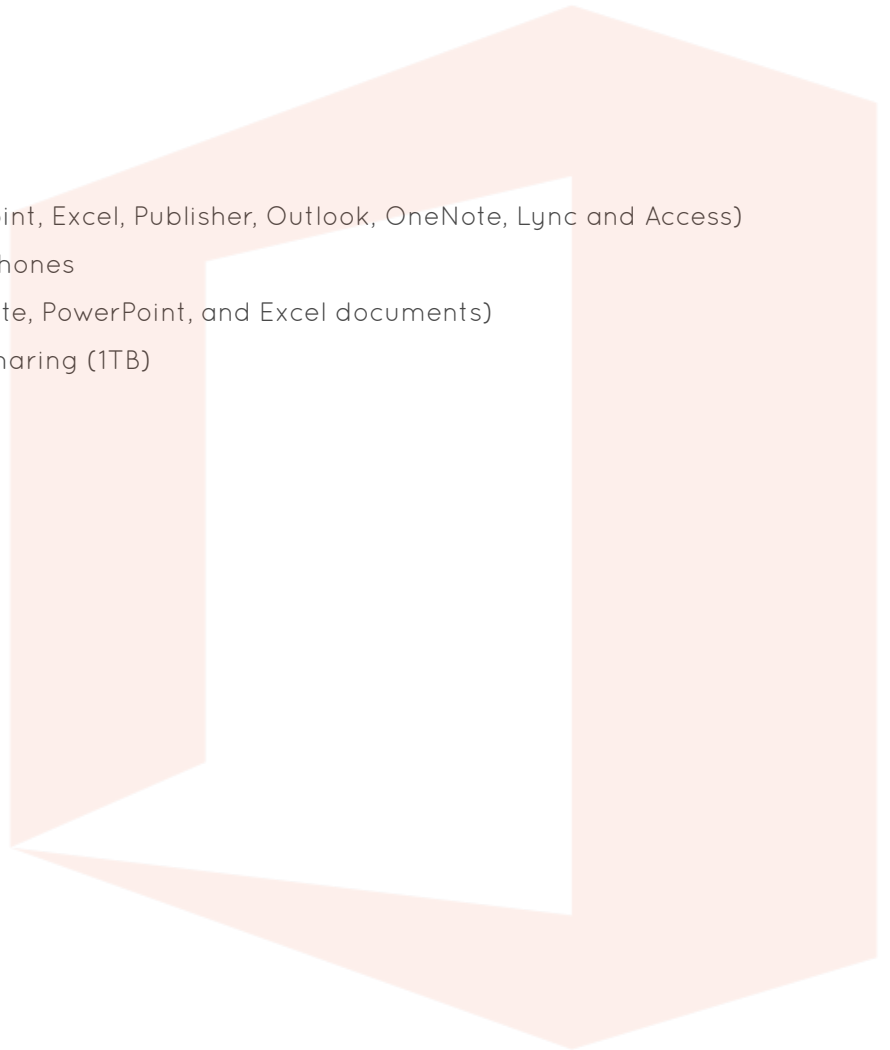 int, Excel, Publisher, Outlook, OneNote, Lync and Access)
hones
te, PowerPoint, and Excel documents)
haring (1TB)